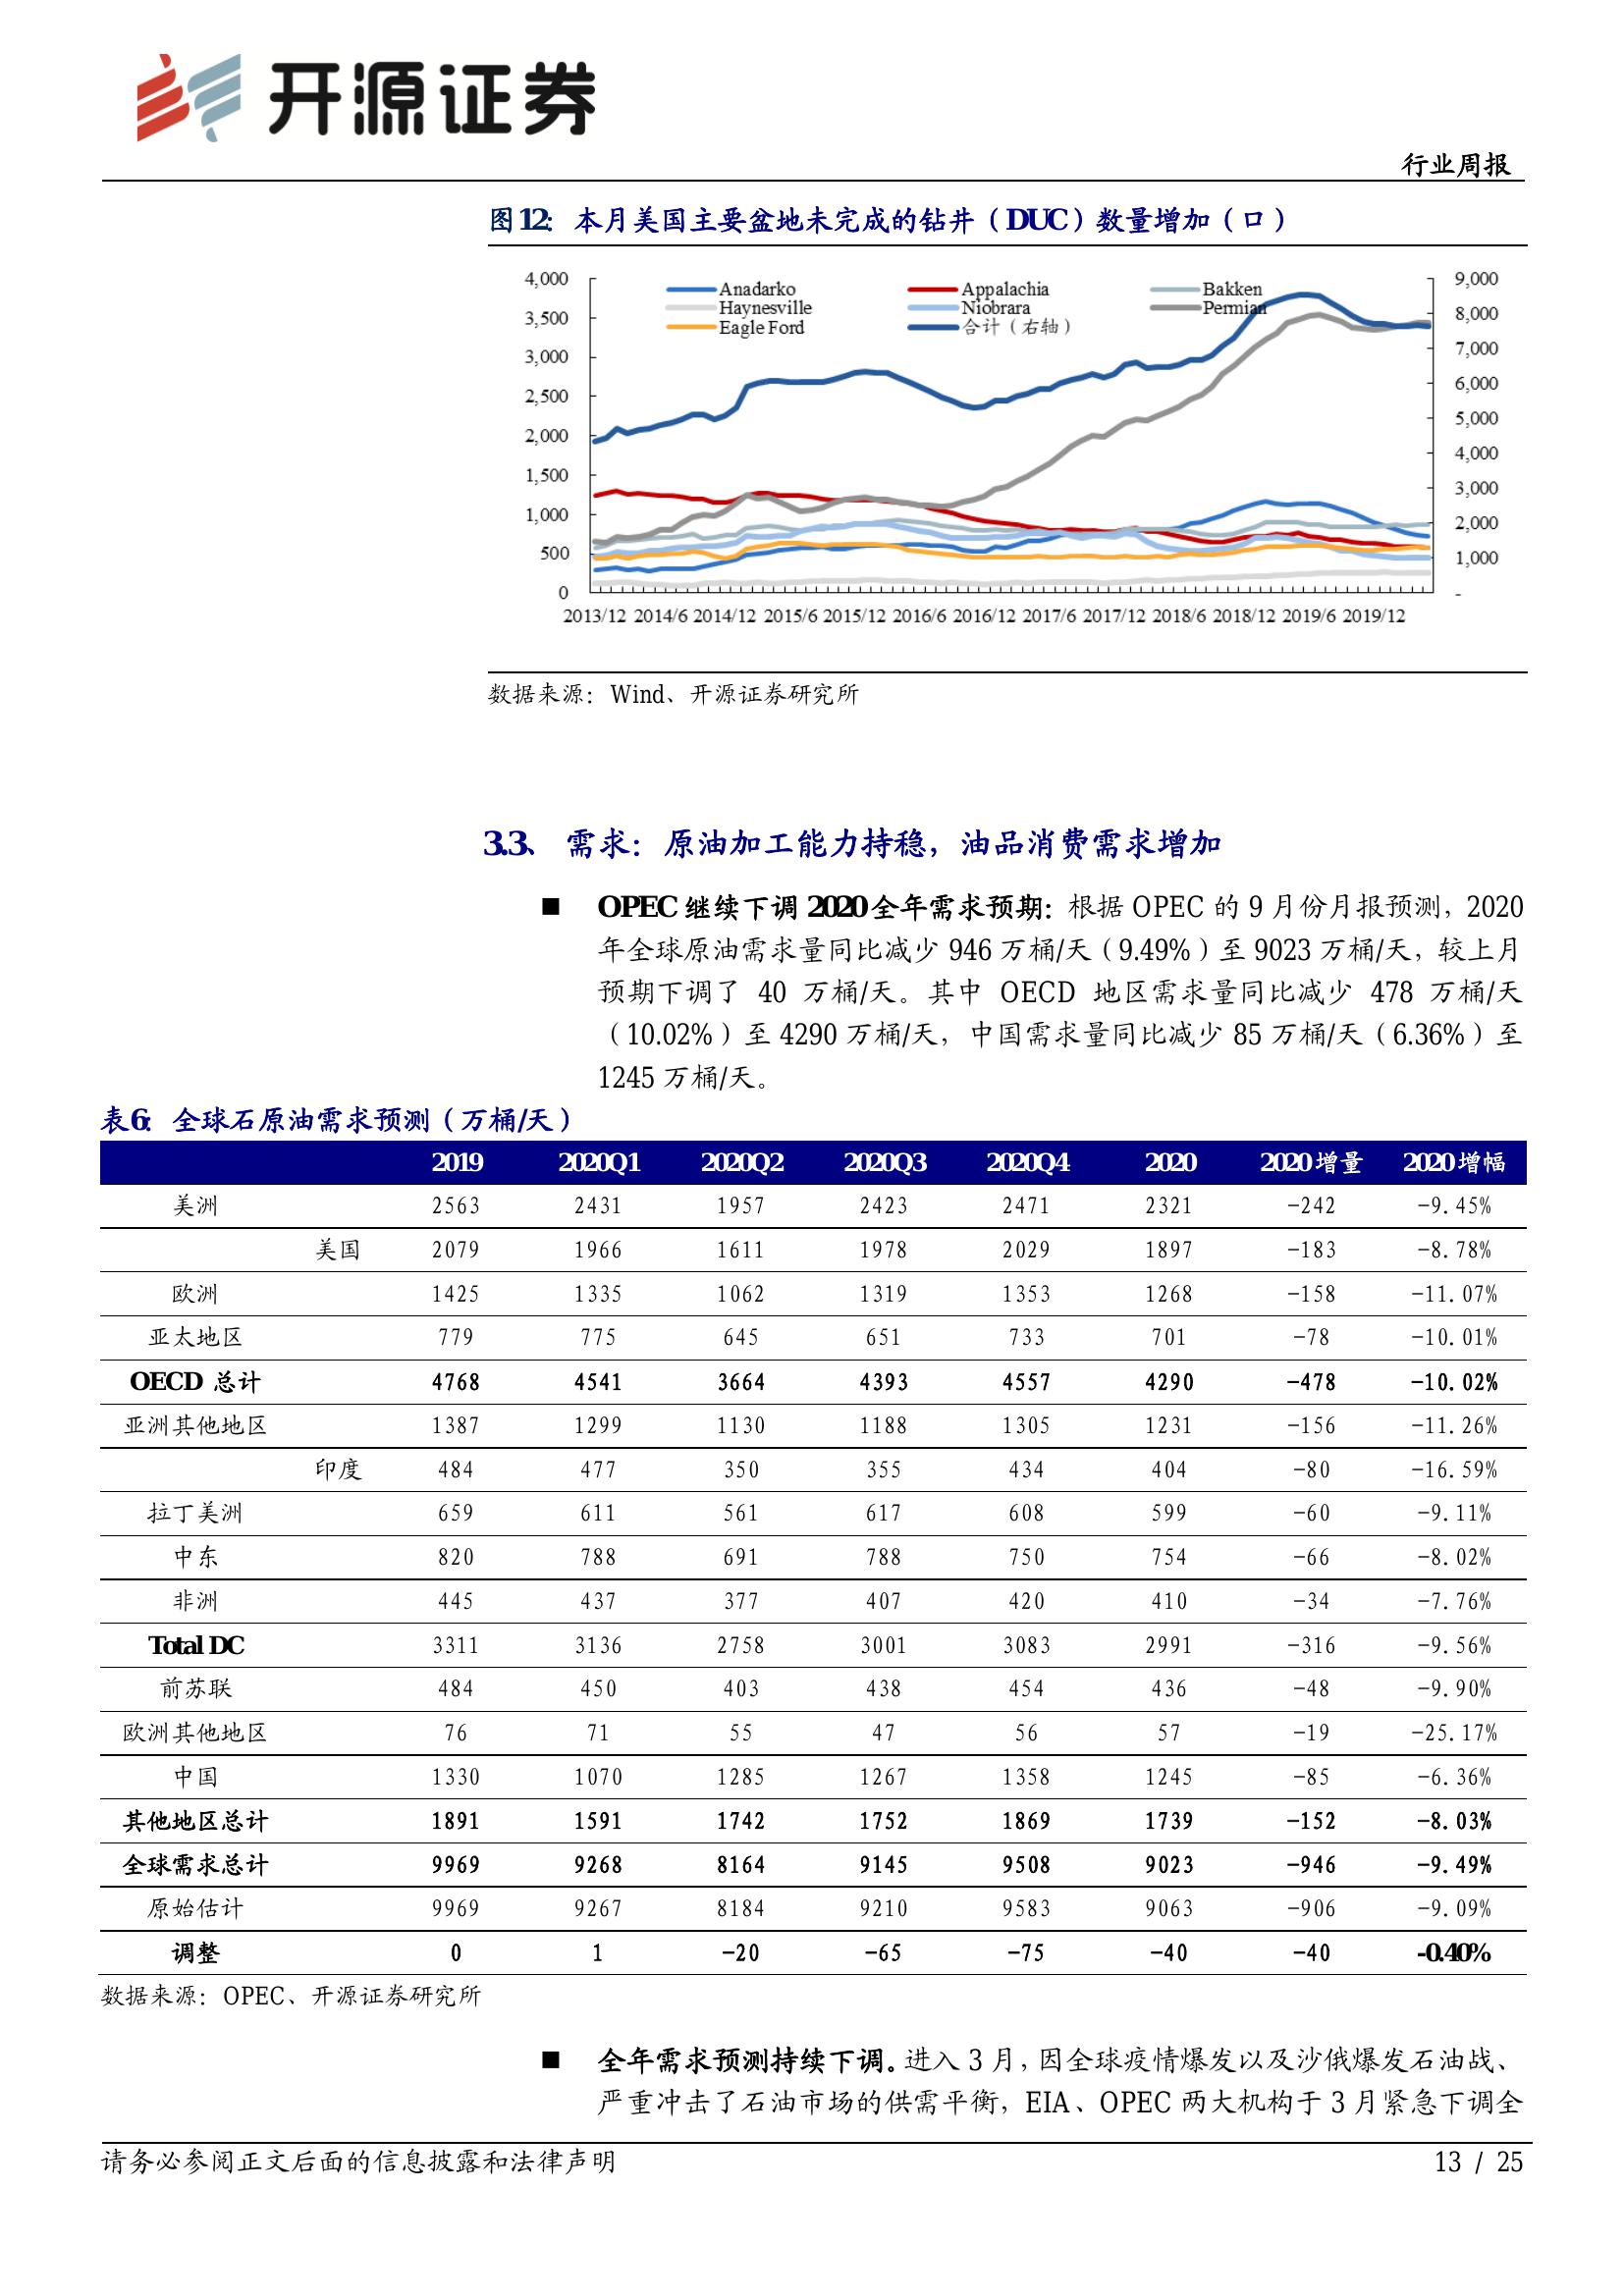 开源证券
行业周报
图12：本月美国主要盆地未完成的钻井（DUC）数量增加（口）
4,000
3,500
3,000
2,500
2,000
1,500
1,000
500
0
Anadarko Appalachia Bakken
Haynesville Niobrara Permian
Eagle Ford 合计（右轴）
9,000
8,000
7,000
6,000
5,000
4,000
3,000
2,000
1,000
-
2013/12 2014/6 2014/12 2015/6 2015/12 2016/6 2016/12 2017/6 2017/12 2018/6 2018/12 2019/6 2019/12
数据来源：Wind、开源证券研究所
3.3、 需求：原油加工能力持稳，油品消费需求增加
■ OPEC 继续下调 2020 全年需求预期：根据 OPEC 的 9 月份月报预测，2020
年全球原油需求量同比减少 946 万桶/天（9.49%）至 9023 万桶/天，较上月
预期下调了 40 万桶/天。其中 OECD 地区需求量同比减少 478 万桶/天
（10.02%）至 4290 万桶/天，中国需求量同比减少 85 万桶/天（6.36%）至
1245 万桶/天。
表6：全球石原油需求预测（万桶/天）
2019 2020Q1 2020Q2 2020Q3 2020Q4 2020 2020增量 2020增幅
美洲 2563 2431 1957 2423 2471 2321 -242 -9.45%
美国 2079 1966 1611 1978 2029 1897 -183 -8.78%
欧洲 1425 1335 1062 1319 1353 1268 -158 -11.07%
亚太地区 779 775 645 651 733 701 -78 -10.01%
OECD 总计 4768 4541 3664 4393 4557 4290 -478 -10.02%
亚洲其他地区 1387 1299 1130 1188 1305 1231 -156 -11.26%
印度 484 477 350 355 434 404 -80 -16.59%
拉丁美洲 659 611 561 617 608 599 -60 -9.11%
中东 820 788 691 788 750 754 -66 -8.02%
非洲 445 437 377 407 420 410 -34 -7.76%
Total DC 3311 3136 2758 3001 3083 2991 -316 -9.56%
前苏联 484 450 403 438 454 436 -48 -9.90%
欧洲其他地区 76 71 55 47 56 57 -19 -25.17%
中国 1330 1070 1285 1267 1358 1245 -85 -6.36%
其他地区总计 1891 1591 1742 1752 1869 1739 -152 -8.03%
全球需求总计 9969 9268 8164 9145 9508 9023 -946 -9.49%
原始估计 9969 9267 8184 9210 9583 9063 -906 -9.09%
调整 0 1 -20 -65 -75 -40 -40 -0.40%
数据来源：OPEC、开源证券研究所
■ 全年需求预测持续下调。进入 3 月，因全球疫情爆发以及沙俄爆发石油战、
严重冲击了石油市场的供需平衡，EIA、OPEC 两大机构于 3 月紧急下调全
请务必参阅正文后面的信息披露和法律声明 13 / 25